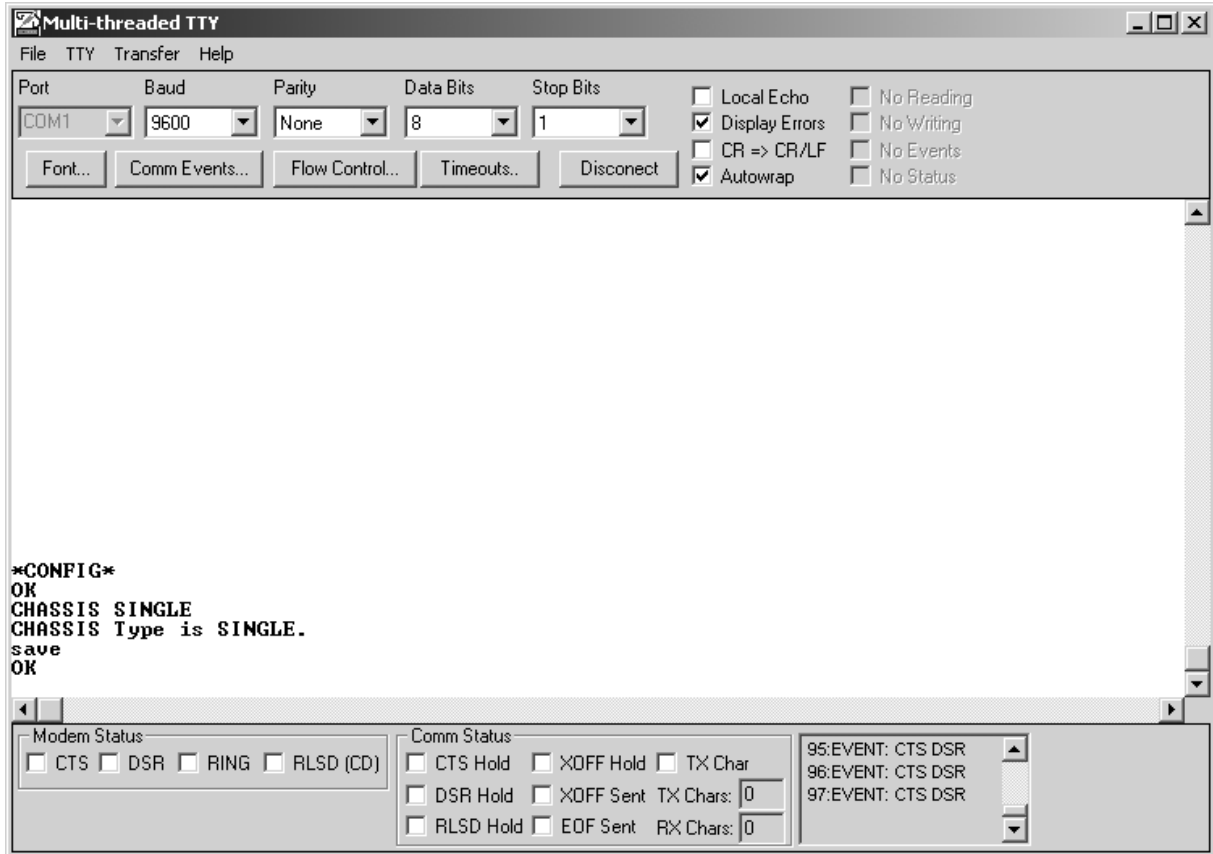 Multi-threaded TTY
File TTY Transfer Help
Port Baud Parity Data Bits Stop Bits
COM1 9600 None 8 1
Font... Comm Events... Flow Control... Timeouts.. Disconect
Local Echo No Reading
Display Errors No Writing
CR => CR/LF No Events
Autowrap No Status
*CONFIG*
OK
CHASSIS SINGLE
CHASSIS Type is SINGLE.
save
OK
Modem Status
CTS DSR RING RLSD (CD)
Comm Status
CTS Hold XOFF Hold TX Char
DSR Hold XOFF Sent TX Chars: 0
RLSD Hold EOF Sent RX Chars: 0
95:EVENT: CTS DSR
96:EVENT: CTS DSR
97:EVENT: CTS DSR